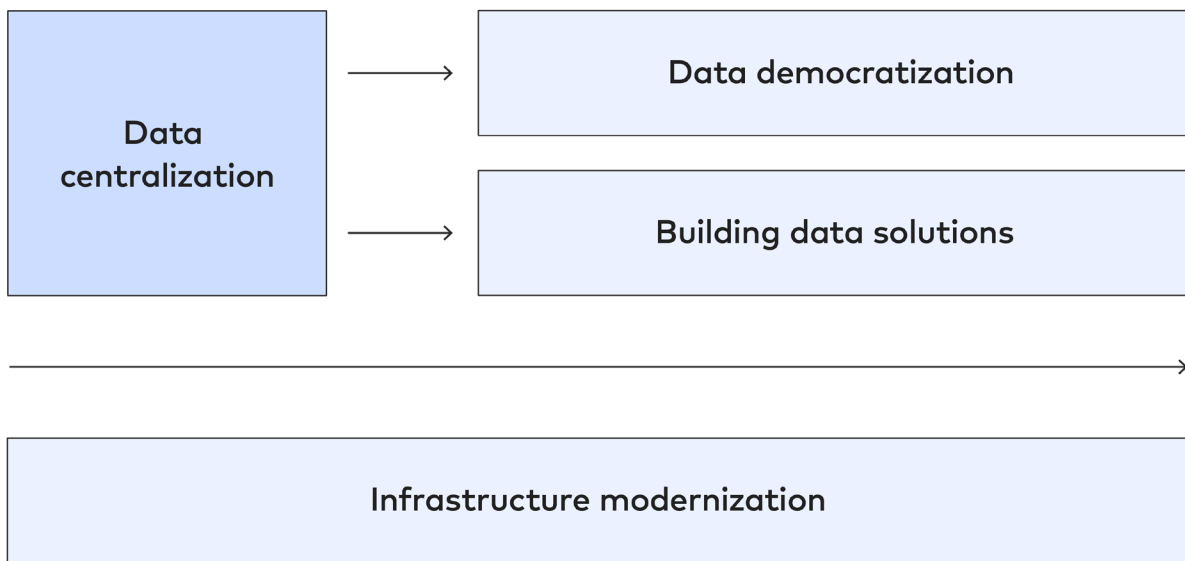 Data
centralization
Data democratization
Building data solutions
Infrastructure modernization